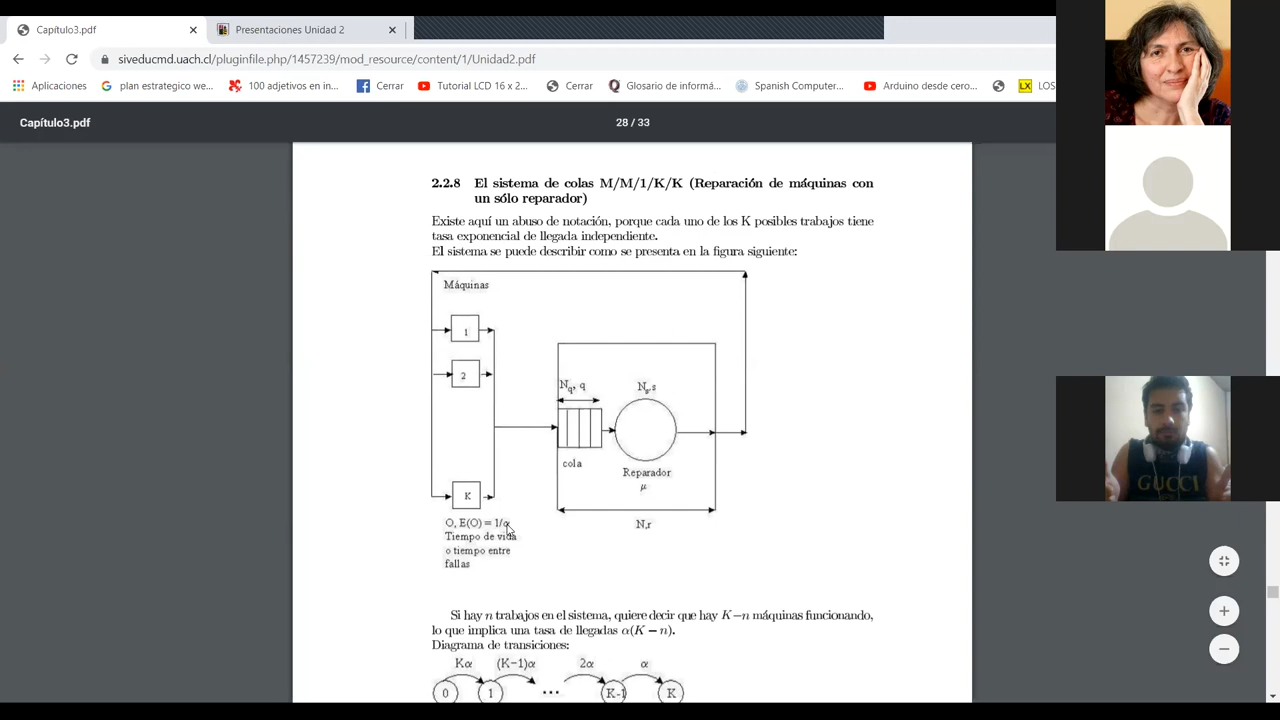 Capítulo3.pdf
Presentaciones Unidad 2
siveducmd.uach.cl/pluginfile.php/1457239/mod_resource/content/1/Unidad2.pdf
Aplicaciones
plan estrategico we...
100 adjetivos en in...
Cerrar
Tutorial LCD 16 x 2...
Cerrar
Glosario de informá...
Spanish Computer...
Arduino desde cero...
LX LOS
Capítulo3.pdf
28 / 33
2.2.8 El sistema de colas M/M/1/K/K (Reparación de máquinas con
un sólo reparador)
Existe aquí un abuso de notación, porque cada uno de los K posibles trabajos tiene
tasa exponencial de llegada independiente.
El sistema se puede describir como se presenta en la figura siguiente:
Máquinas
1
2
K
Nq, q
cola
Ns,s
Reparador
μ
N,r
O, E(O) = 1/α
Tiempo de vida
o tiempo entre
fallas
Si hay n trabajos en el sistema, quiere decir que hay K−n máquinas funcionando,
lo que implica una tasa de llegadas α(K − n).
Diagrama de transiciones:
Kα (K-1)α 2α α
0 1 ... K-1 K
GUCCI